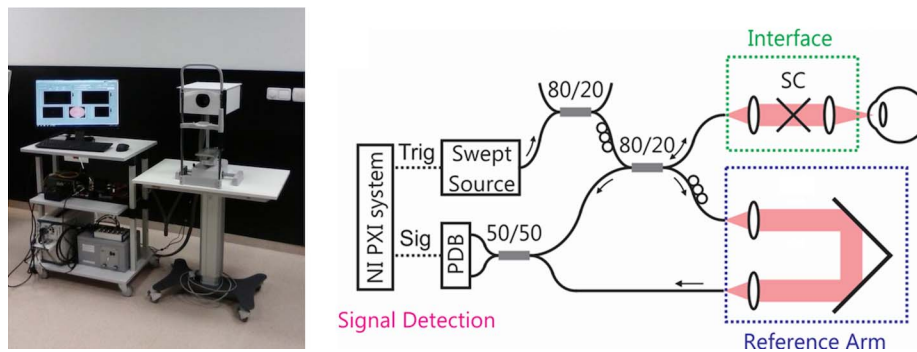 Interface
80/20
SC
80/20
Trig
Swept
Source
NI PXI system
Sig
50/50
PDB
Signal Detection
Reference Arm